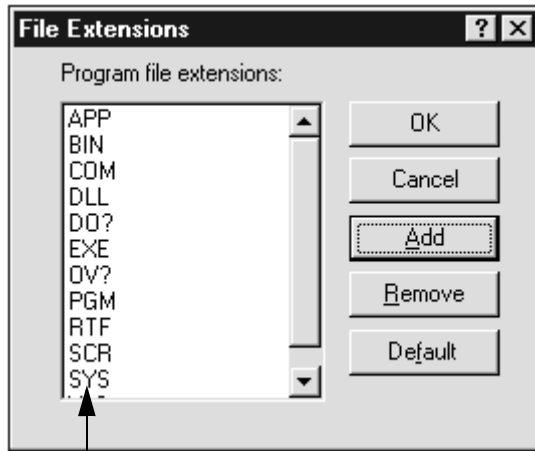 File Extensions
Program file extensions:
APP
BIN
COM
DLL
DO?
EXE
OV?
PGM
RTF
SCR
SYS
OK
Cancel
Add
Remove
Default